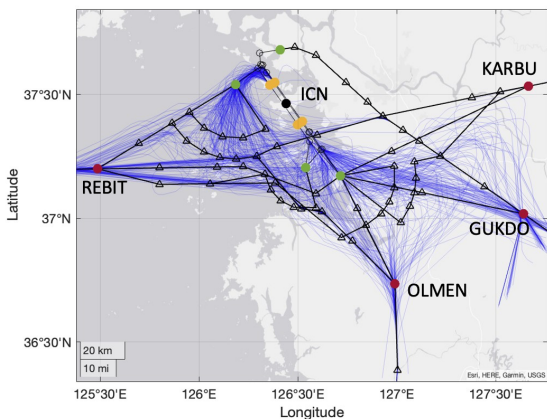 37°30'N
37°N
36°30'N
Latitude
KARBU
ICN
REBIT
GUKDO
OLMEN
20 km
10 mi
Esri, HERE, Garmin, USGS
125°30'E
126°E
126°30'E
127°E
127°30'E
Longitude